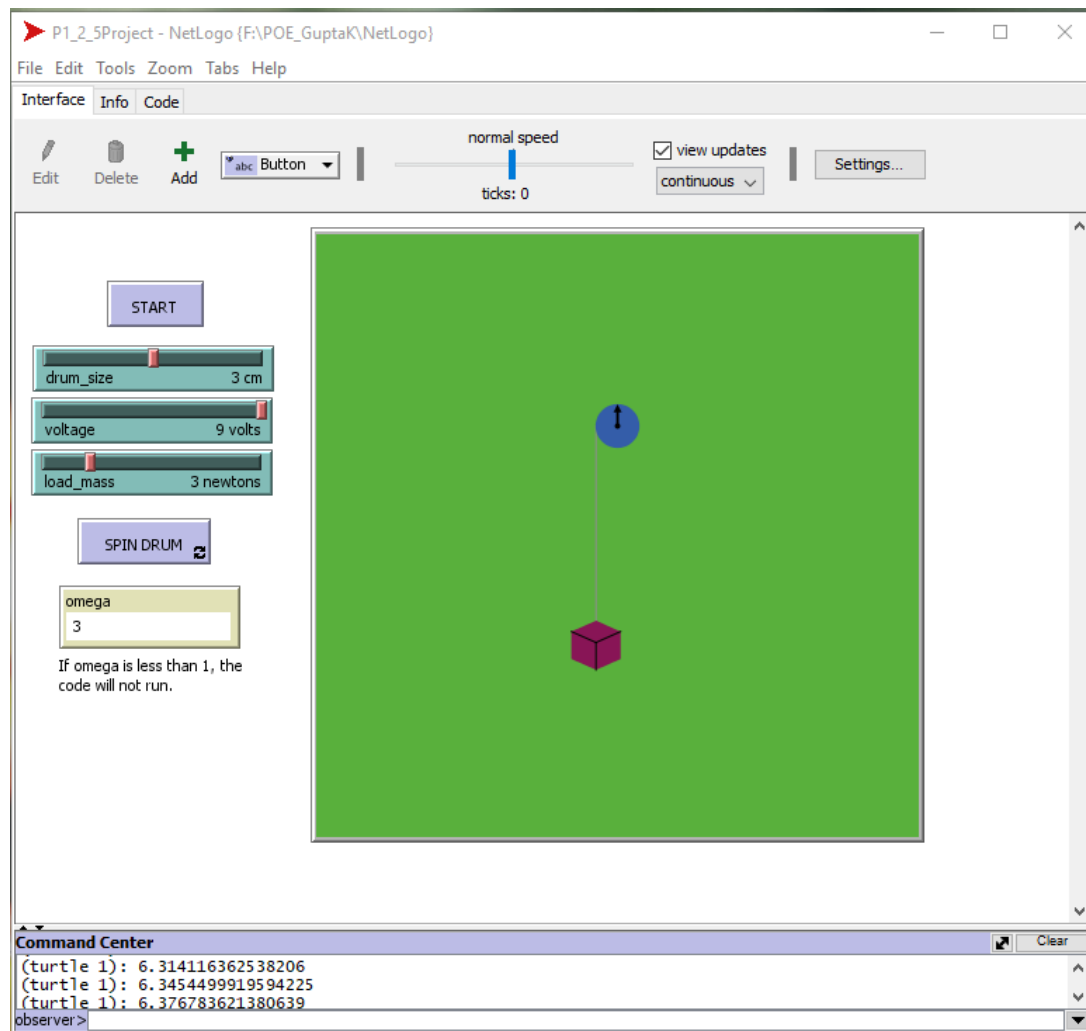 P1_2_5Project - NetLogo {F:\POE_GuptaK\NetLogo}
File Edit Tools Zoom Tabs Help
Interface Info Code
Edit Delete Add abc Button normal speed ticks: 0 view updates continuous Settings...
START
drum_size 3 cm
voltage 9 volts
load_mass 3 newtons
SPIN DRUM
omega
3
If omega is less than 1, the
code will not run.
Command Center Clear
(turtle 1): 6.314116362538206
(turtle 1): 6.3454499919594225
(turtle 1): 6.376783621380639
observer>